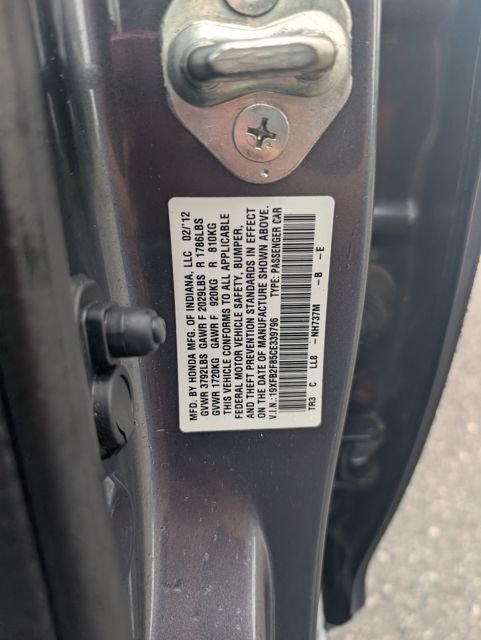 MFD. BY HONDA MFG. OF INDIANA, LLC 02/12
GVWR 3792LBS GAWR F 2029LBS R 1786LBS
GVWR 1720KG GAWR F 920KG R 810KG
THIS VEHICLE CONFORMS TO ALL APPLICABLE
FEDERAL MOTOR VEHICLE SAFETY, BUMPER,
AND THEFT PREVENTION STANDARDS IN EFFECT
ON THE DATE OF MANUFACTURE SHOWN ABOVE.
V.I.N.:19XFB2F85CE339796 TYPE: PASSENGER CAR
TR3 C LL8 -NH737M -B -E